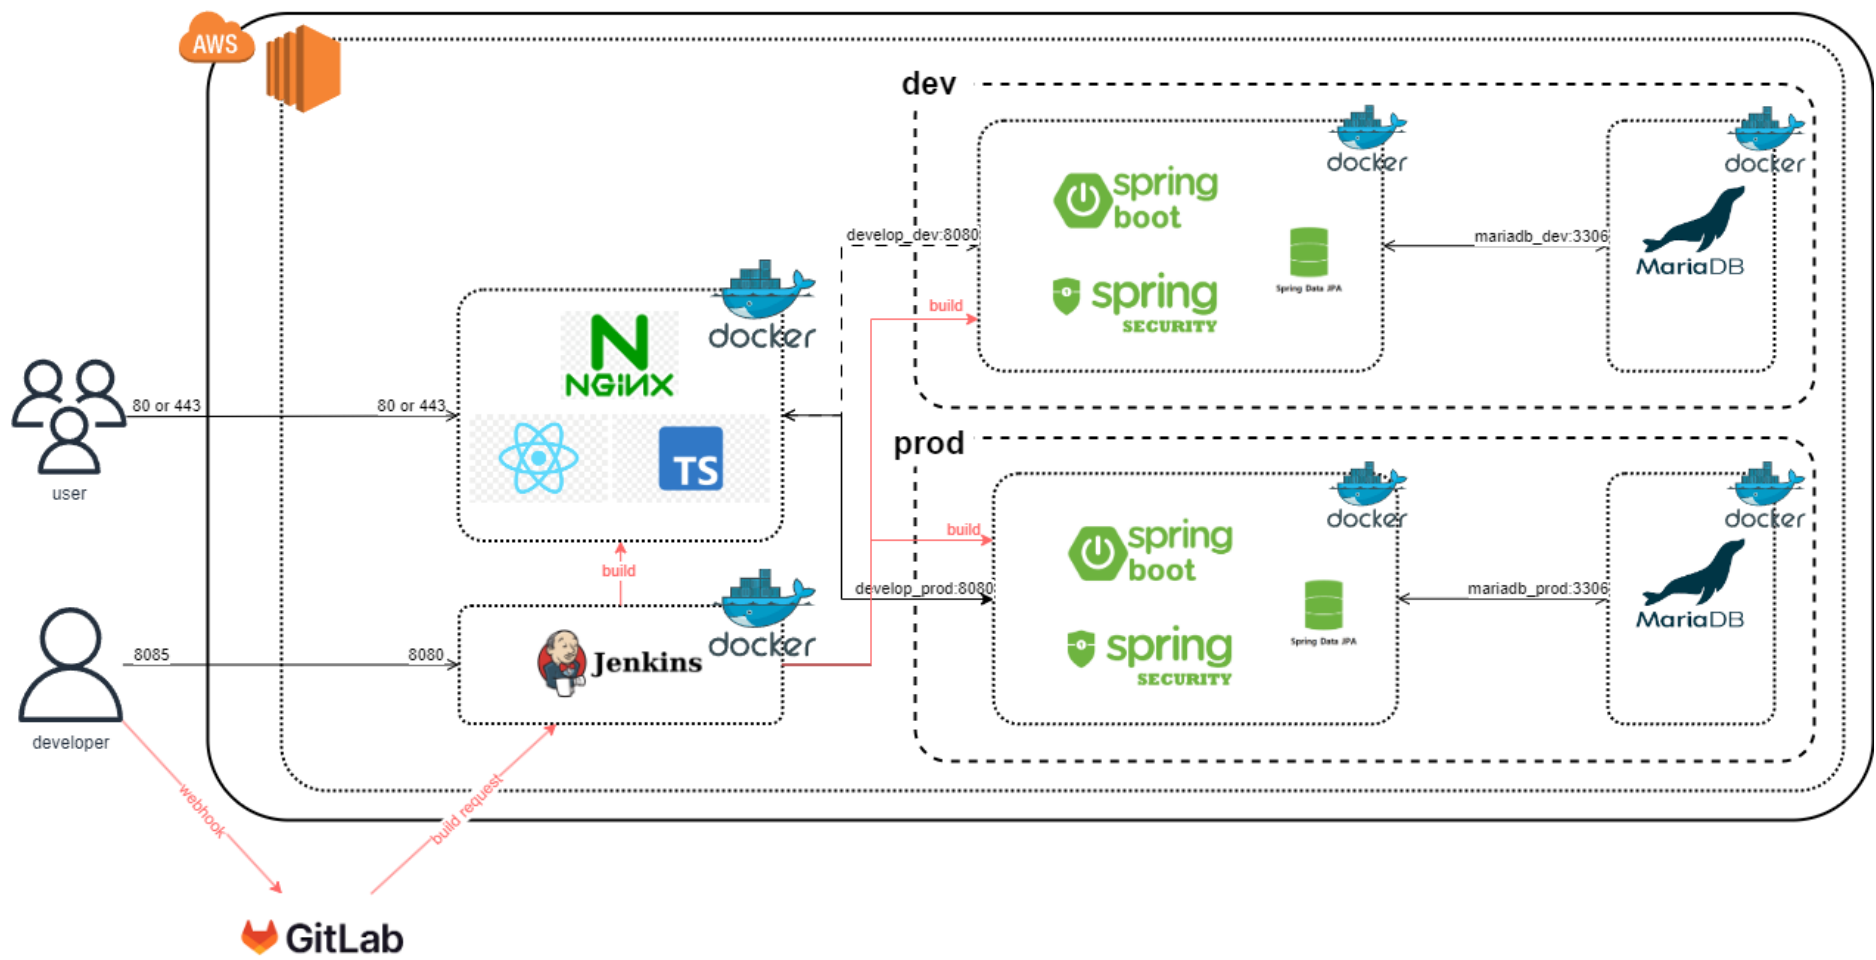 AWS
dev
docker
docker
spring
boot
develop_dev:8080
mariadb_dev:3306
Spring Data JPA
MariaDB
spring
SECURITY
build
docker
NGINX
80 or 443
80 or 443
TS
user
prod
docker
docker
spring
boot
build
develop_prod:8080
mariadb_prod:3306
Spring Data JPA
MariaDB
spring
SECURITY
build
docker
8085
8080
Jenkins
developer
webhook
build request
GitLab